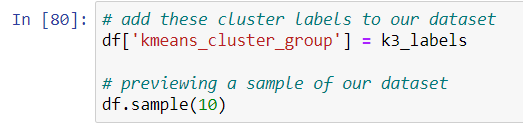 In [80]: # add these cluster labels to our dataset
df['kmeans_cluster_group'] = k3_labels
# previewing a sample of our dataset
df.sample(10)